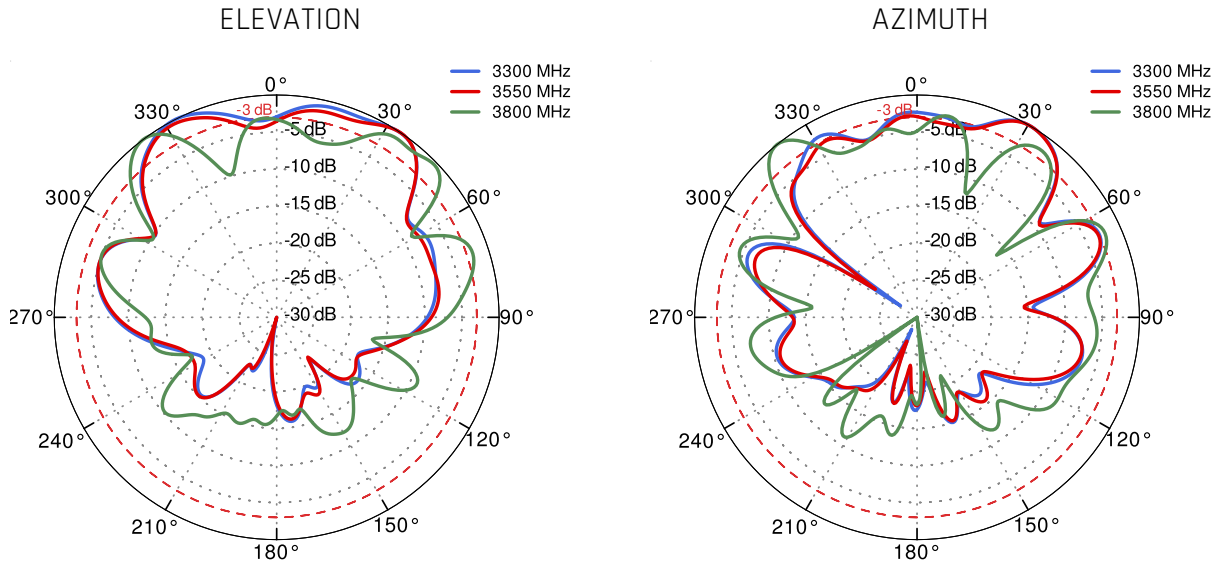 ELEVATION
3300 MHz
3550 MHz
3800 MHz
0°
330°
-3 dB
30°
-5 dB
-10 dB
300°
60°
-15 dB
-20 dB
-25 dB
270°
-30 dB
90°
240°
120°
210°
150°
180°
AZIMUTH
3300 MHz
3550 MHz
3800 MHz
0°
330°
-3 dB
30°
-5 dB
-10 dB
300°
60°
-15 dB
-20 dB
-25 dB
270°
-30 dB
90°
240°
120°
210°
150°
180°